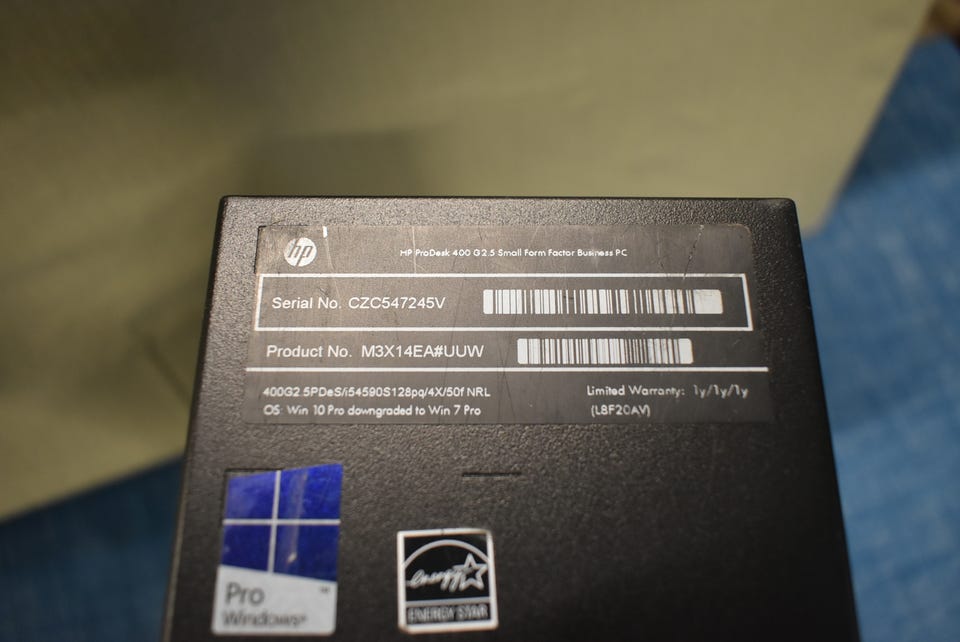 hp
HP ProDesk 400 G2.5 Small Form Factor Business PC
Serial No. CZC547245V
Product No. M3X14EA#UUW
400G2.5PDeS/i54590S128pq/4X/50f NRL
Limited Warranty: 1y/1y/1y
OS: Win 10 Pro downgraded to Win 7 Pro
(L8F20AV)
Pro
Windows®
energy
ENERGY STAR